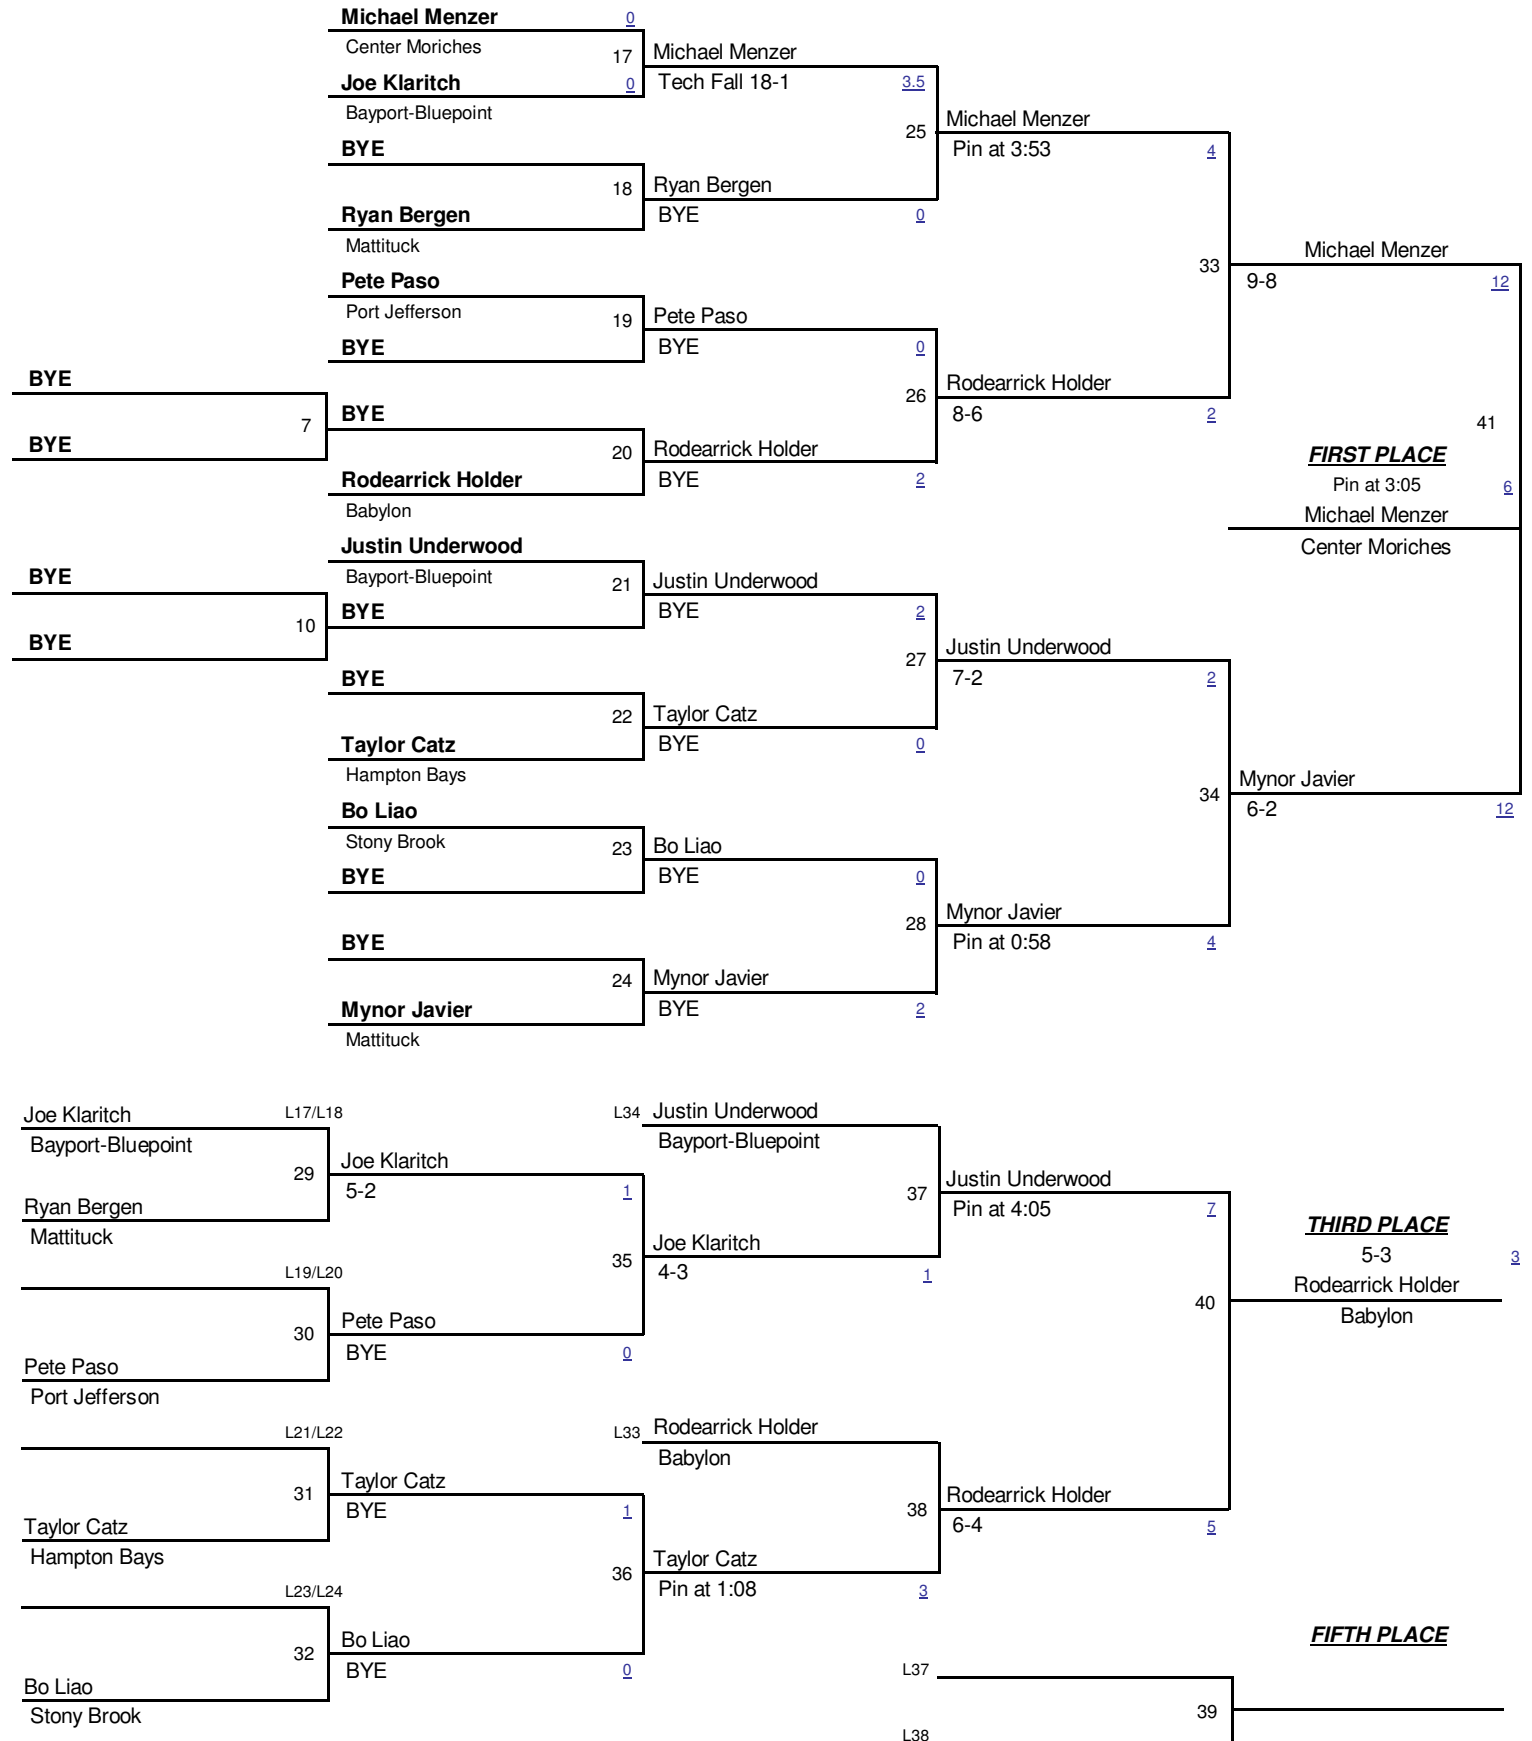 Michael Menzer 0
Center Moriches
17 Michael Menzer
Joe Klaritch 0 Tech Fall 18-1 3.5
Bayport-Bluepoint
25 Michael Menzer
BYE Pin at 3:53 4
18 Ryan Bergen
Ryan Bergen BYE 0
Mattituck
33 Michael Menzer
Pete Paso 9-8 12
Port Jefferson
19 Pete Paso
BYE BYE 0
BYE
26 Rodearrick Holder
BYE 8-6 2
7
41
BYE
20 Rodearrick Holder
FIRST PLACE
Rodearrick Holder BYE 2
Pin at 3:05 6
Babylon
Michael Menzer
Justin Underwood
Center Moriches
BYE
Bayport-Bluepoint
21 Justin Underwood
BYE BYE 2
10
BYE
27 Justin Underwood
BYE 7-2 2
22 Taylor Catz
Taylor Catz BYE 0
Hampton Bays
34 Mynor Javier
Bo Liao 6-2 12
Stony Brook
23 Bo Liao
BYE BYE 0
28 Mynor Javier
BYE Pin at 0:58 4
24 Mynor Javier
Mynor Javier BYE 2
Mattituck
Joe Klaritch L17/L18 L34 Justin Underwood
Bayport-Bluepoint Bayport-Bluepoint
29 Joe Klaritch
5-2 1
37 Justin Underwood
Ryan Bergen Pin at 4:05 7
Mattituck
THIRD PLACE
35 Joe Klaritch
5-3 3
L19/L20 4-3 1
Rodearrick Holder
40 Babylon
30 Pete Paso
BYE 0
Pete Paso
Port Jefferson
L21/L22 L33 Rodearrick Holder
Babylon
31 Taylor Catz
BYE 1
38 Rodearrick Holder
Taylor Catz 6-4 5
Hampton Bays
36 Taylor Catz
L23/L24 Pin at 1:08 3
32 Bo Liao
FIFTH PLACE
BYE 0
L37
Bo Liao
Stony Brook
39
L38